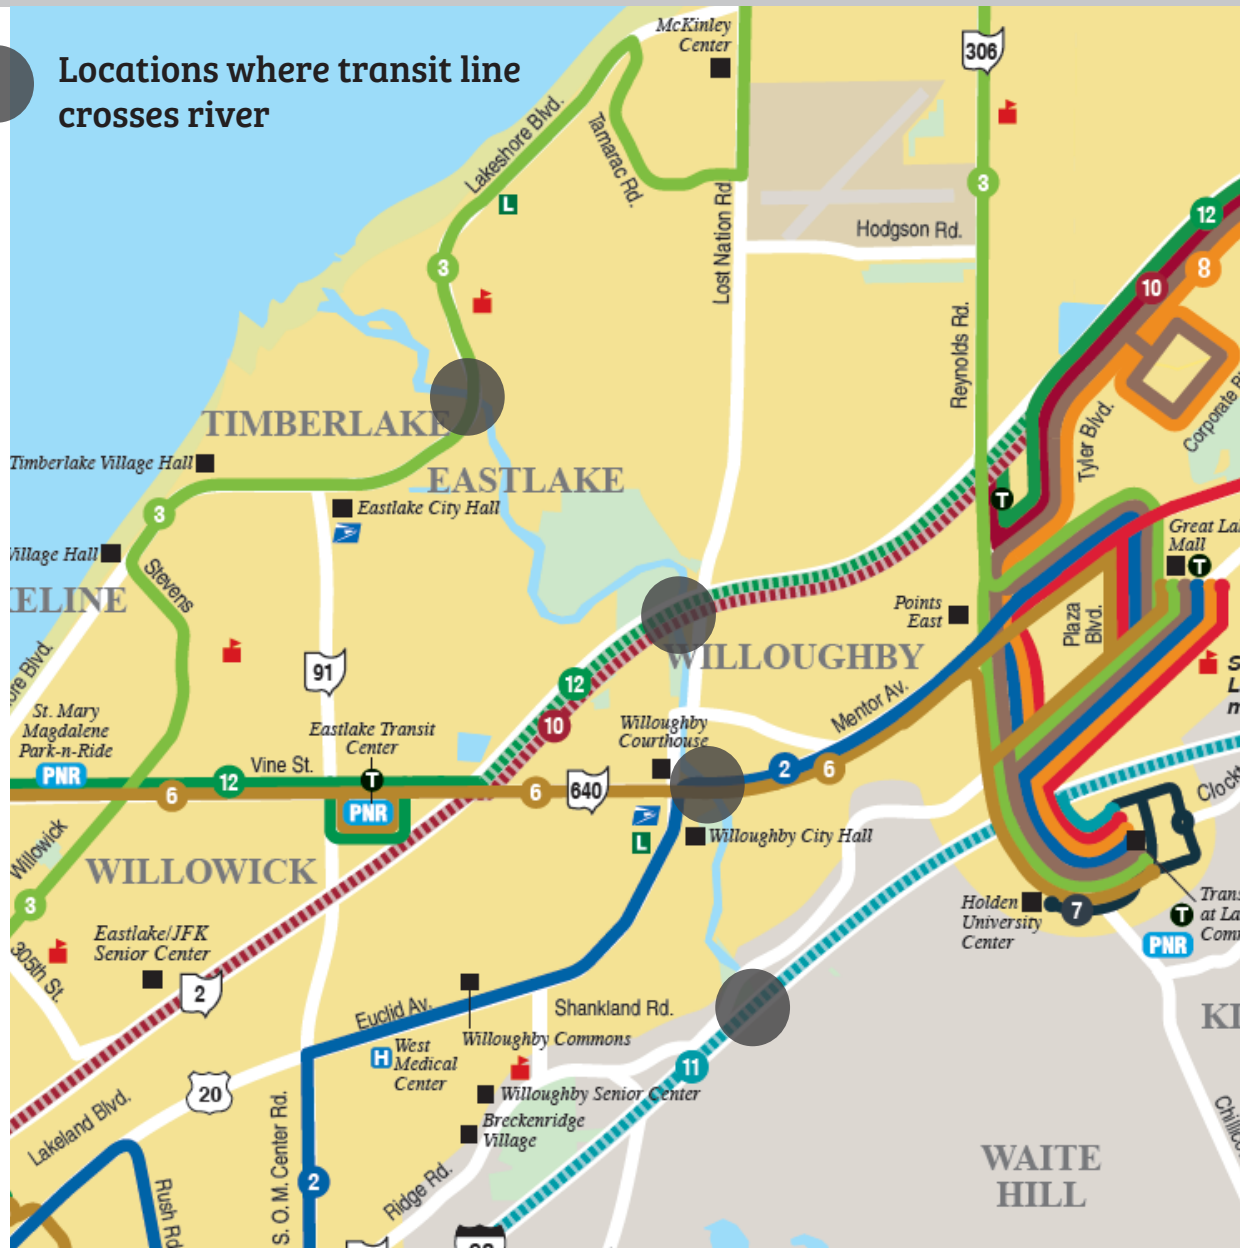 Locations where transit line
crosses river
McKinley
Center
306
Lakeshore Blvd.
Tamarac Rd.
L
3
12
Lost Nation Rd.
Hodgson Rd.
3
8
10
3
Reynolds Rd.
TIMBERLAKE
Tyler Blvd.
Corporate
Timberlake Village Hall
EASTLAKE
T
3
Eastlake City Hall
Village Hall
Great
Mall
T
Stevens
ELINE
Points
East
Plaza
Blvd.
WILLOUGHBY
91
Blvd.
12
St. Mary
Magdalene
Park-n-Ride
Eastlake Transit
Center
10
Willoughby
Courthouse
Mentor Av.
PNR
Vine St.
12
T
2
6
6
PNR
6
640
L
Willoughby City Hall
Willowick
WILLOWICK
3
Holden
University
Center
7
T
at
PNR
305th St.
Eastlake/JFK
Senior Center
2
Euclid Av.
Shankland Rd.
Willoughby Commons
H
West
Medical
Center
11
20
Willoughby Senior Center
Lakeland Blvd.
Breckenridge
Village
S.O.M. Center Rd.
WAITE
HILL
2
Ridge Rd.
Rush Rd